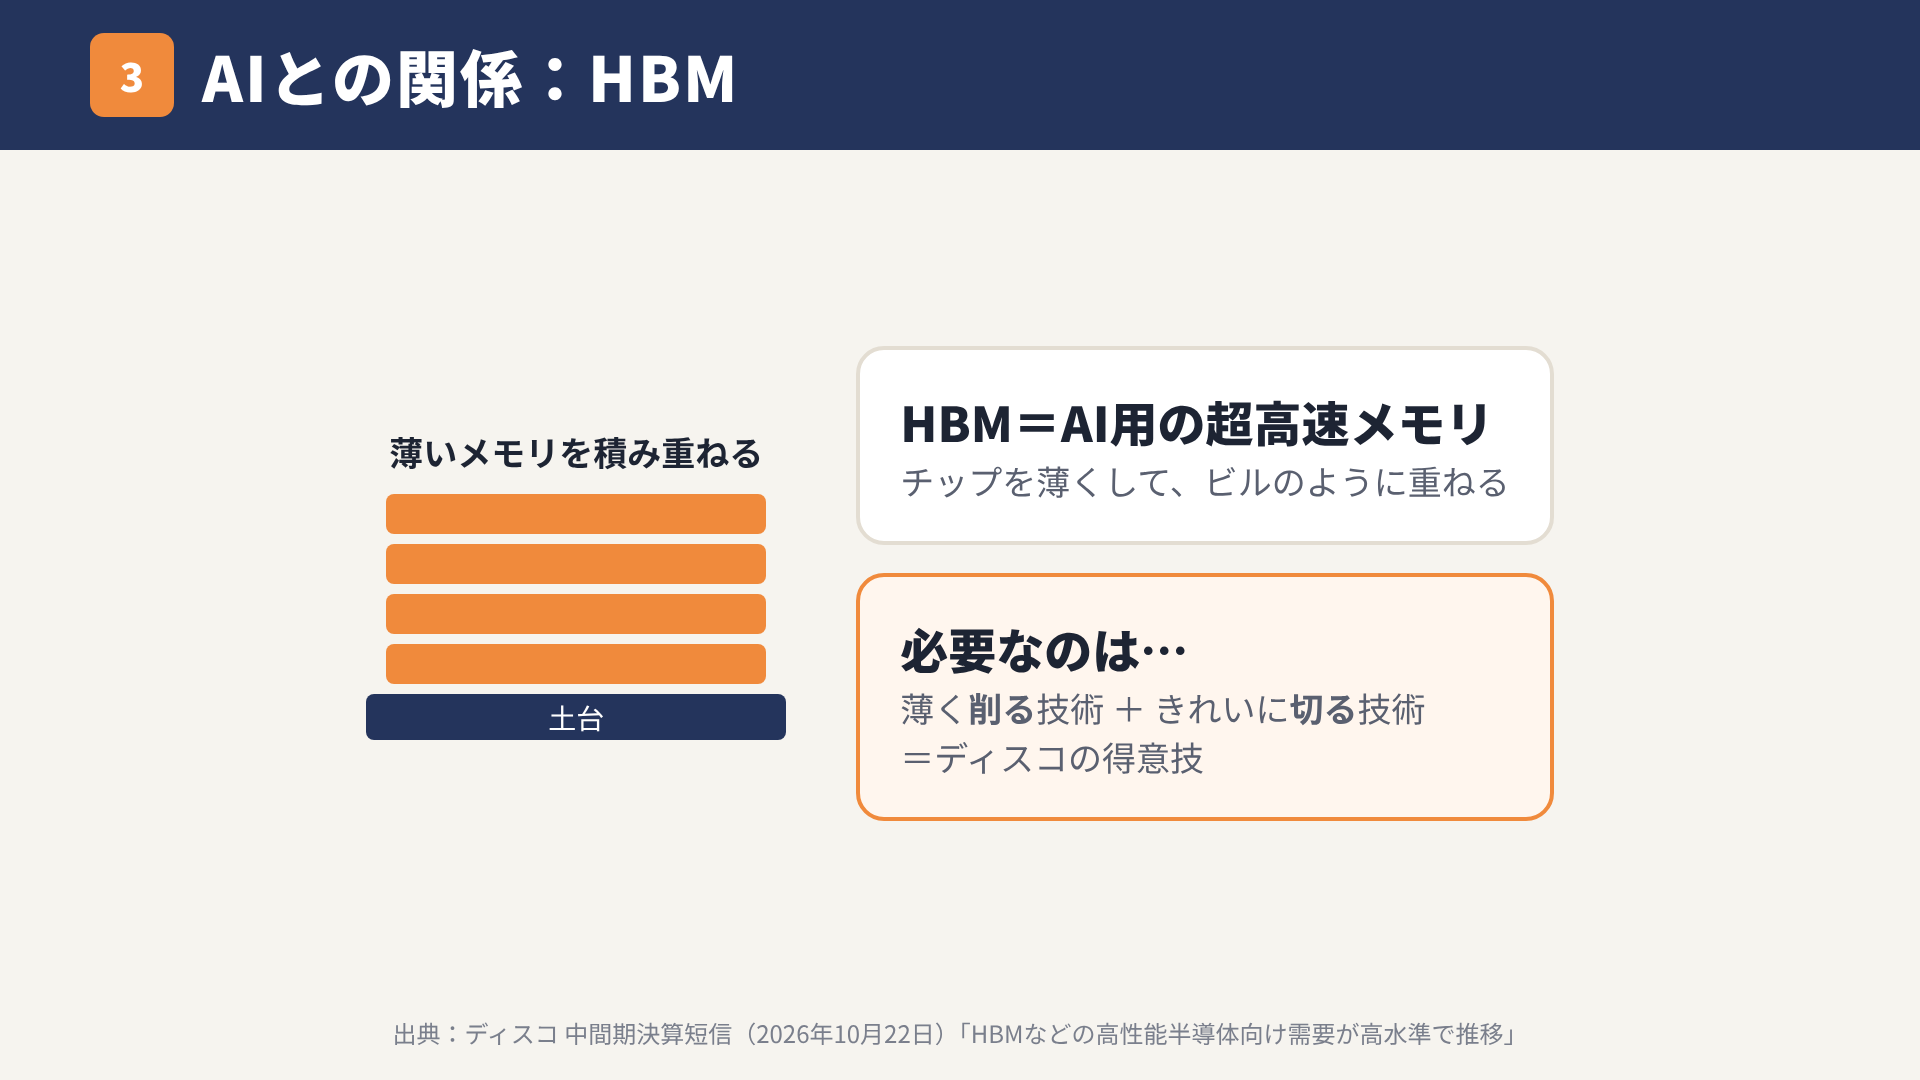 3
AIとの関係：HBM
薄いメモリを積み重ねる
土台
HBM＝AI用の超高速メモリ
チップを薄くして、ビルのように重ねる
必要なのは…
薄く削る技術 ＋ きれいに切る技術
＝ディスコの得意技
出典：ディスコ 中間期決算短信（2026年10月22日）「HBMなどの高性能半導体向け需要が高水準で推移」